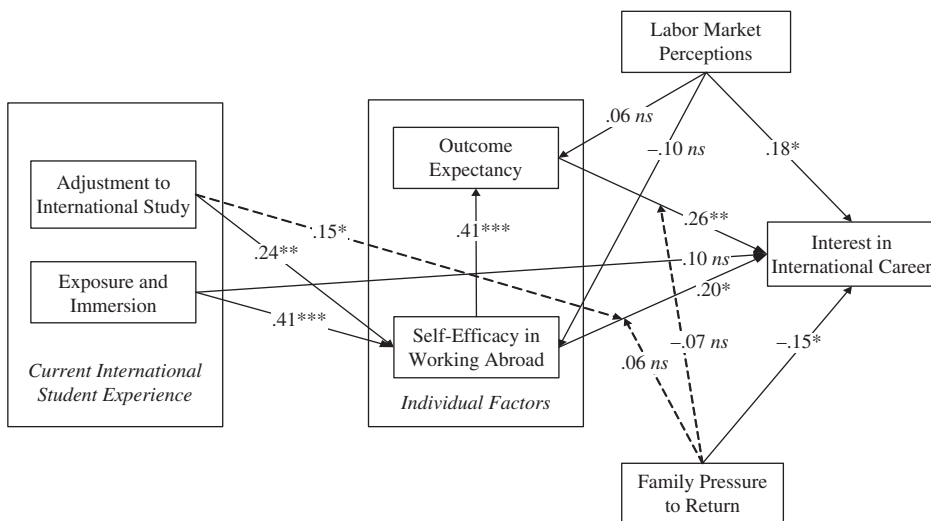 Labor Market
Perceptions
.06 ns
–.10 ns
.18*
Outcome
Expectancy
Adjustment to
International Study
.15*
.41***
.26**
.24**
Interest in
International Career
.10 ns
Exposure and
Immersion
.20*
.41***
Self-Efficacy in
Working Abroad
–.07 ns
.06 ns
–.15*
Current International
Student Experience
Individual Factors
Family Pressure
to Return